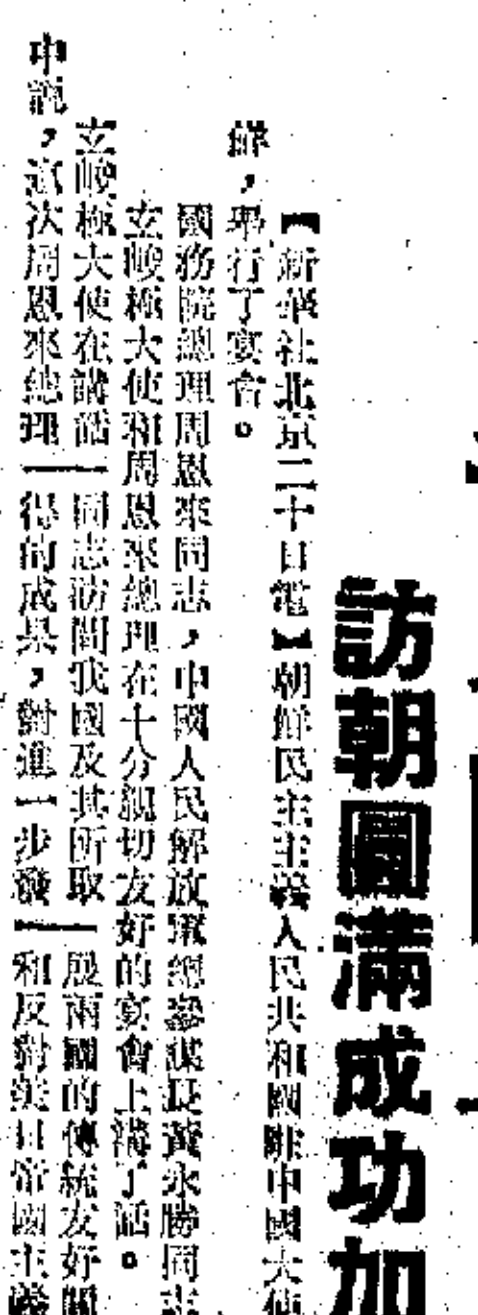 訪朝圓滿成功加
【新華社北京二十日電】朝鮮民主主義人民共和國駐中國大使
鮮，舉行了宴會。
國務院總理周恩來同志，中國人民解放軍總參謀長黃永勝同志
玄峻極大使和周恩來總理在十分親切友好的宴會上講了話。
玄峻極大使在講話
中說，這次周恩來總理
同志訪問我國及其所取
得的成果，對進一步發
展兩國的傳統友好關
和反對美日帝國主義